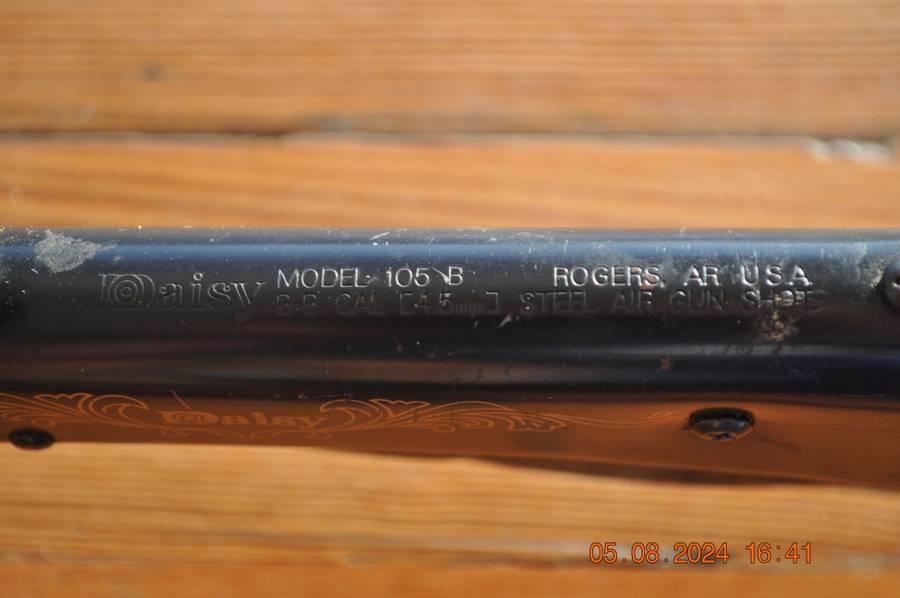 Daisy MODEL 105 B ROGERS, AR U.S.A.
B·B CAL [4.5mm] STEEL AIR GUN SHOT
Daisy
05.08.2024 16:41